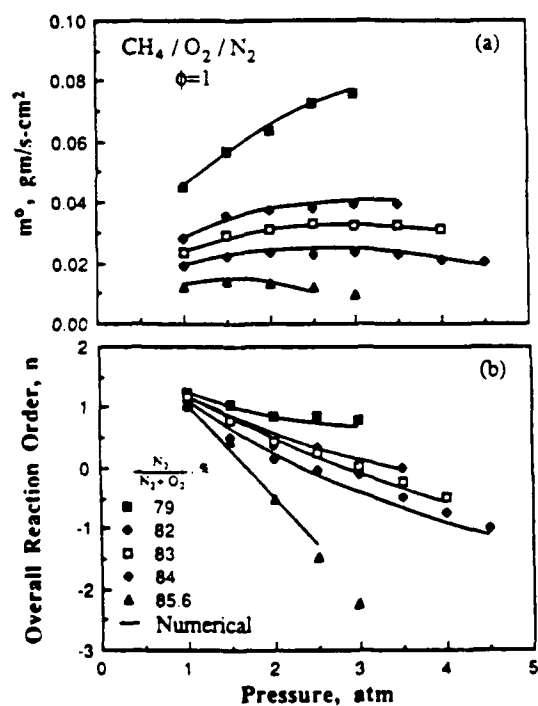 0.10
CH4 / O2 / N2
(a)
ϕ=1
0.08
0.06
0.04
0.02
0.00
m°, gm/s-cm²
2
(b)
1
0
-1
-2
-3
N2
N2 + O2 , %
79
82
83
84
85.6
Numerical
Overall Reaction Order, n
0 1 2 3 4 5
Pressure, atm